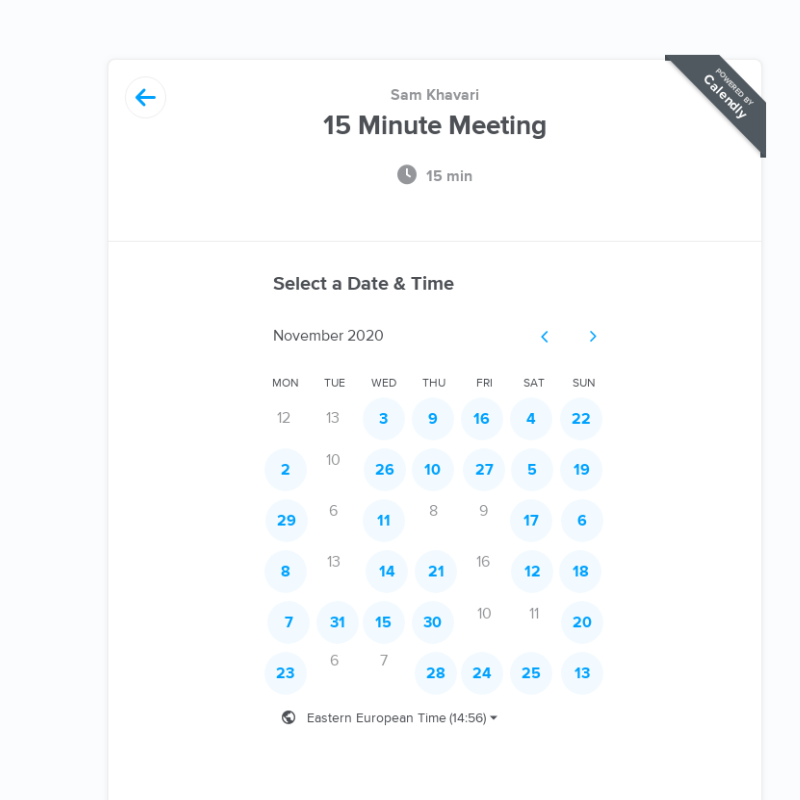 POWERED BY
Calendly
Sam Khavari
15 Minute Meeting
15 min
Select a Date & Time
November 2020
MON TUE WED THU FRI SAT SUN
12 13 3 9 16 4 22
2 10 26 10 27 5 19
29 6 11 8 9 17 6
8 13 14 21 16 12 18
7 31 15 30 10 11 20
23 6 7 28 24 25 13
Eastern European Time (14:56)